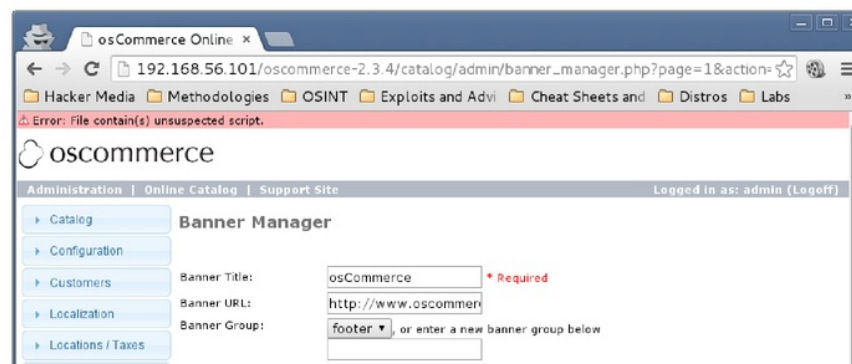 osCommerce Online
192.168.56.101/oscommerce-2.3.4/catalog/admin/banner_manager.php?page=1&action=
Hacker Media Methodologies OSINT Exploits and Advi Cheat Sheets and Distros Labs »
Error: File contain(s) unsuspected script.
oscommerce
Administration | Online Catalog | Support Site Logged in as: admin (Logoff)
Catalog
Banner Manager
Configuration
Customers
Banner Title: osCommerce * Required
Banner URL: http://www.oscommer
Localization
Banner Group: footer , or enter a new banner group below
Locations / Taxes